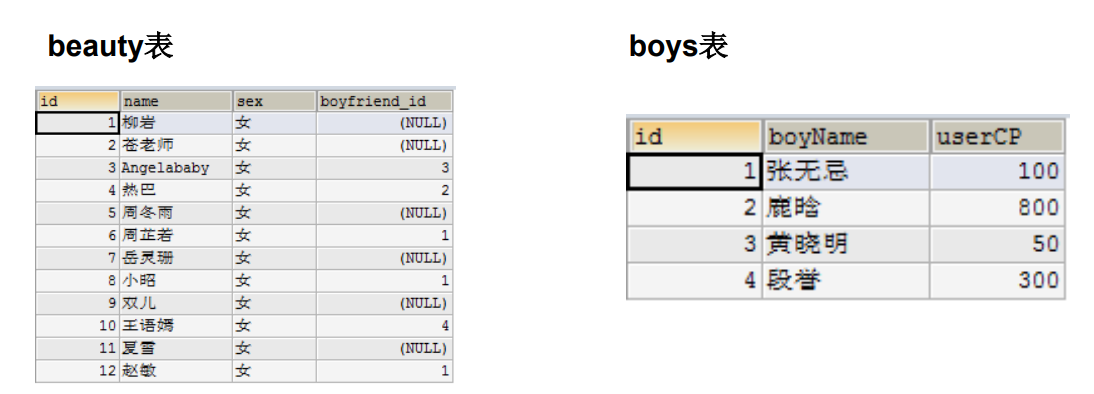 beauty表
id name sex boyfriend_id
1 柳岩 女 (NULL)
2 苍老师 女 (NULL)
3 Angelababy 女 3
4 热巴 女 2
5 周冬雨 女 (NULL)
6 周芷若 女 1
7 岳灵珊 女 (NULL)
8 小昭 女 1
9 双儿 女 (NULL)
10 王语嫣 女 4
11 夏雪 女 (NULL)
12 赵敏 女 1
boys表
id boyName userCP
1 张无忌 100
2 鹿晗 800
3 黄晓明 50
4 段誉 300